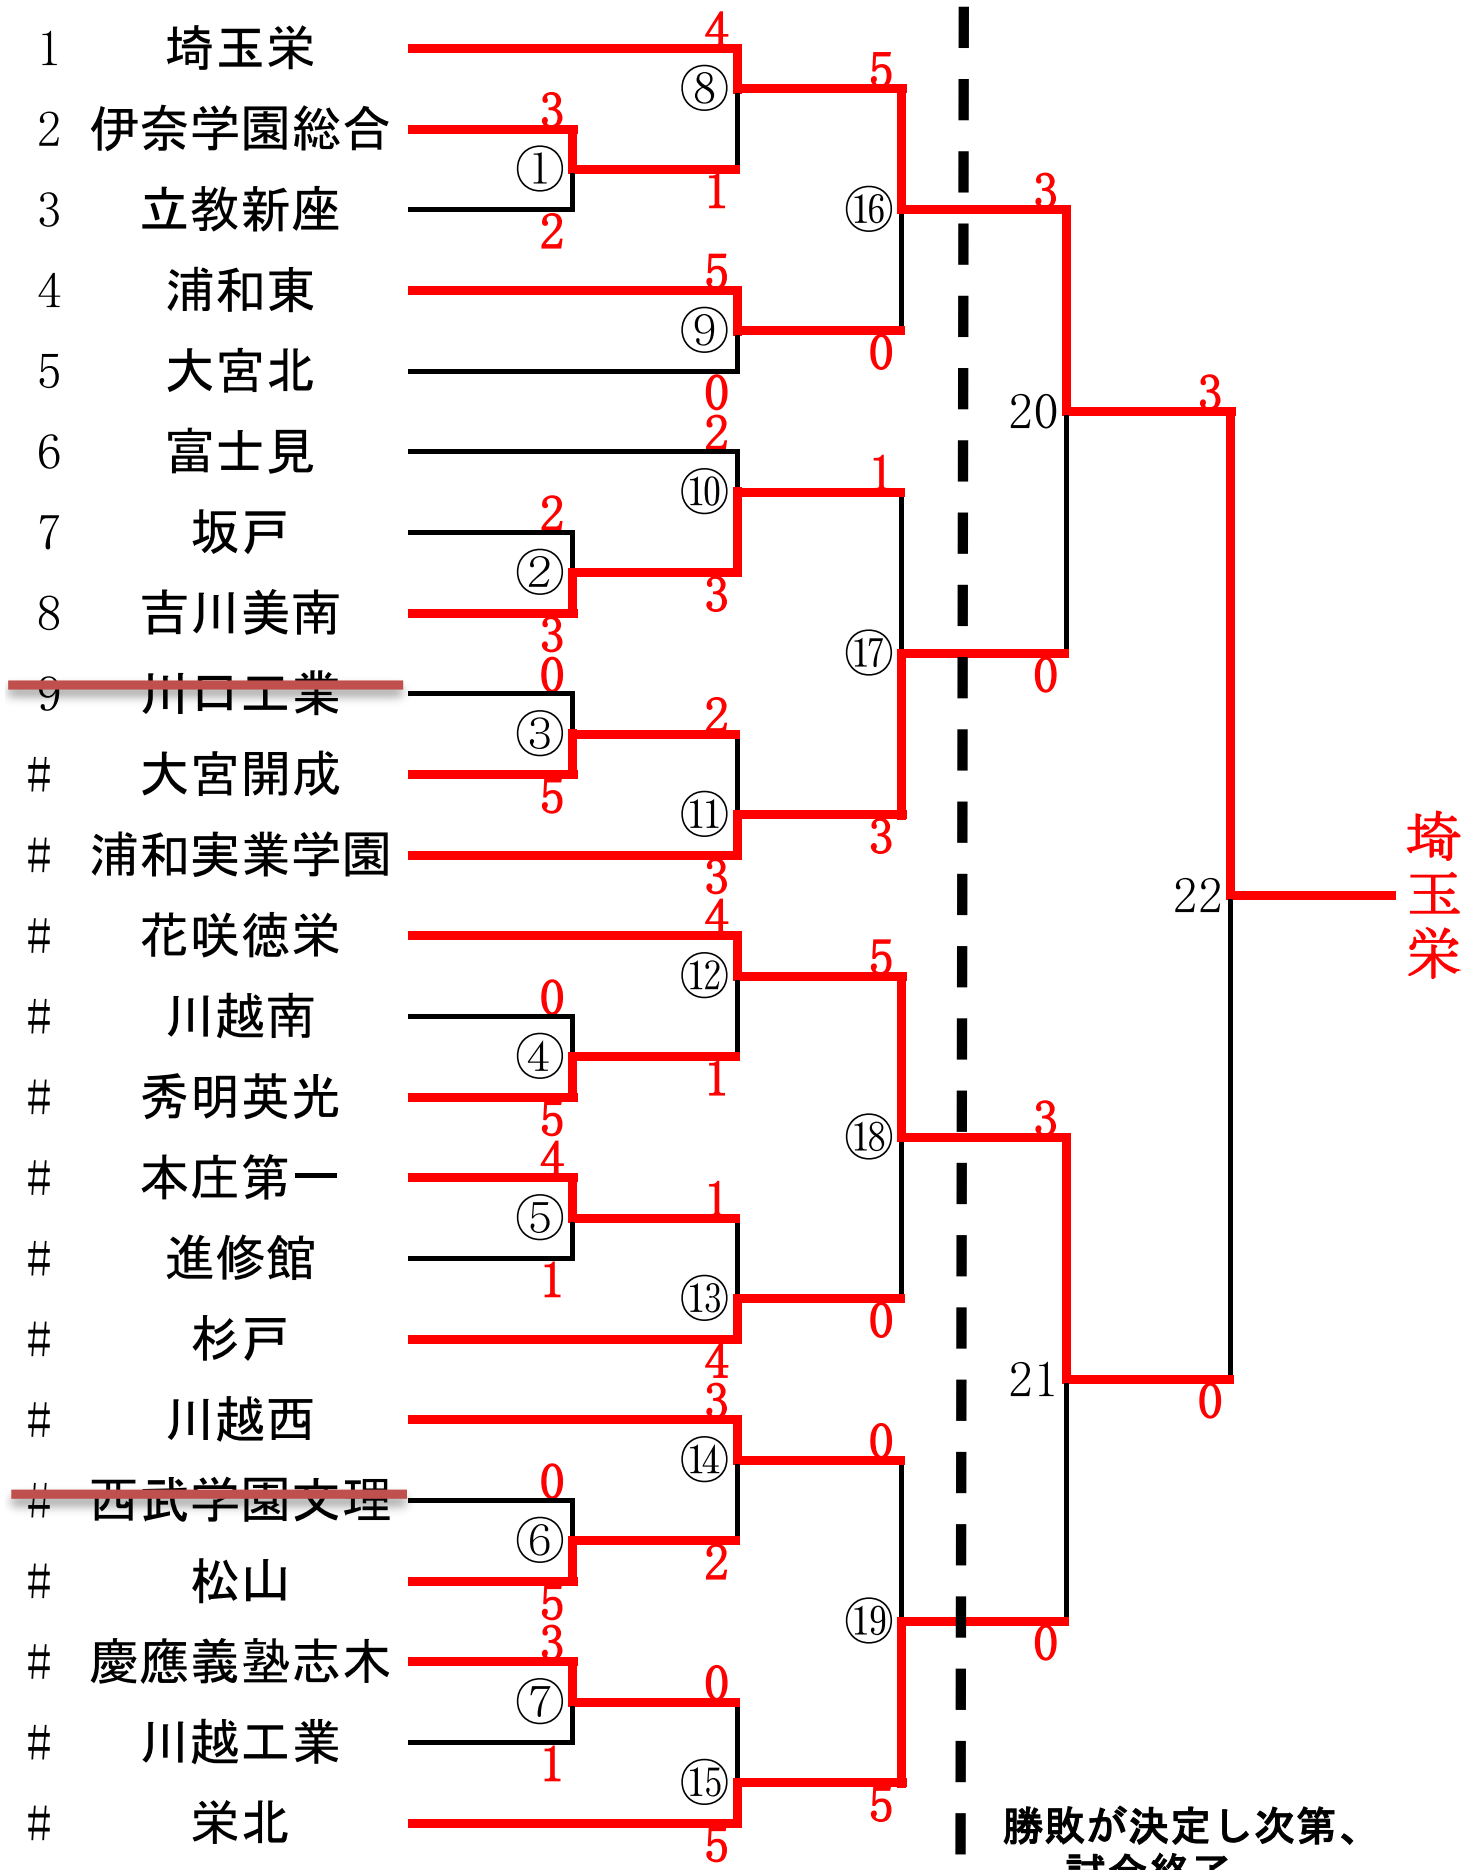 1 埼玉栄
2 伊奈学園総合
3 立教新座
4 浦和東
5 大宮北
6 富士見
7 坂戸
8 吉川美南
9 川口工業
# 大宮開成
# 浦和実業学園
# 花咲徳栄
# 川越南
# 秀明英光
# 本庄第一
# 進修館
# 杉戸
# 川越西
# 西武学園文理
# 松山
# 慶應義塾志木
# 川越工業
# 栄北
3
① 
2
2
②
3
0
③
5
0
④
5
4
⑤
1
0
⑥
5
3
⑦
1
4
⑧
1
5
⑨
0
2
⑩
3
2
⑪
3
4
⑫
1
1
⑬
4
3
⑭
2
0
⑮
5
5
⑯
0
1
⑰
3
5
⑱
0
0
⑲
5
3
20
0
3
21
0
3
22
0
埼玉栄
勝敗が決定し次第、
試合終了